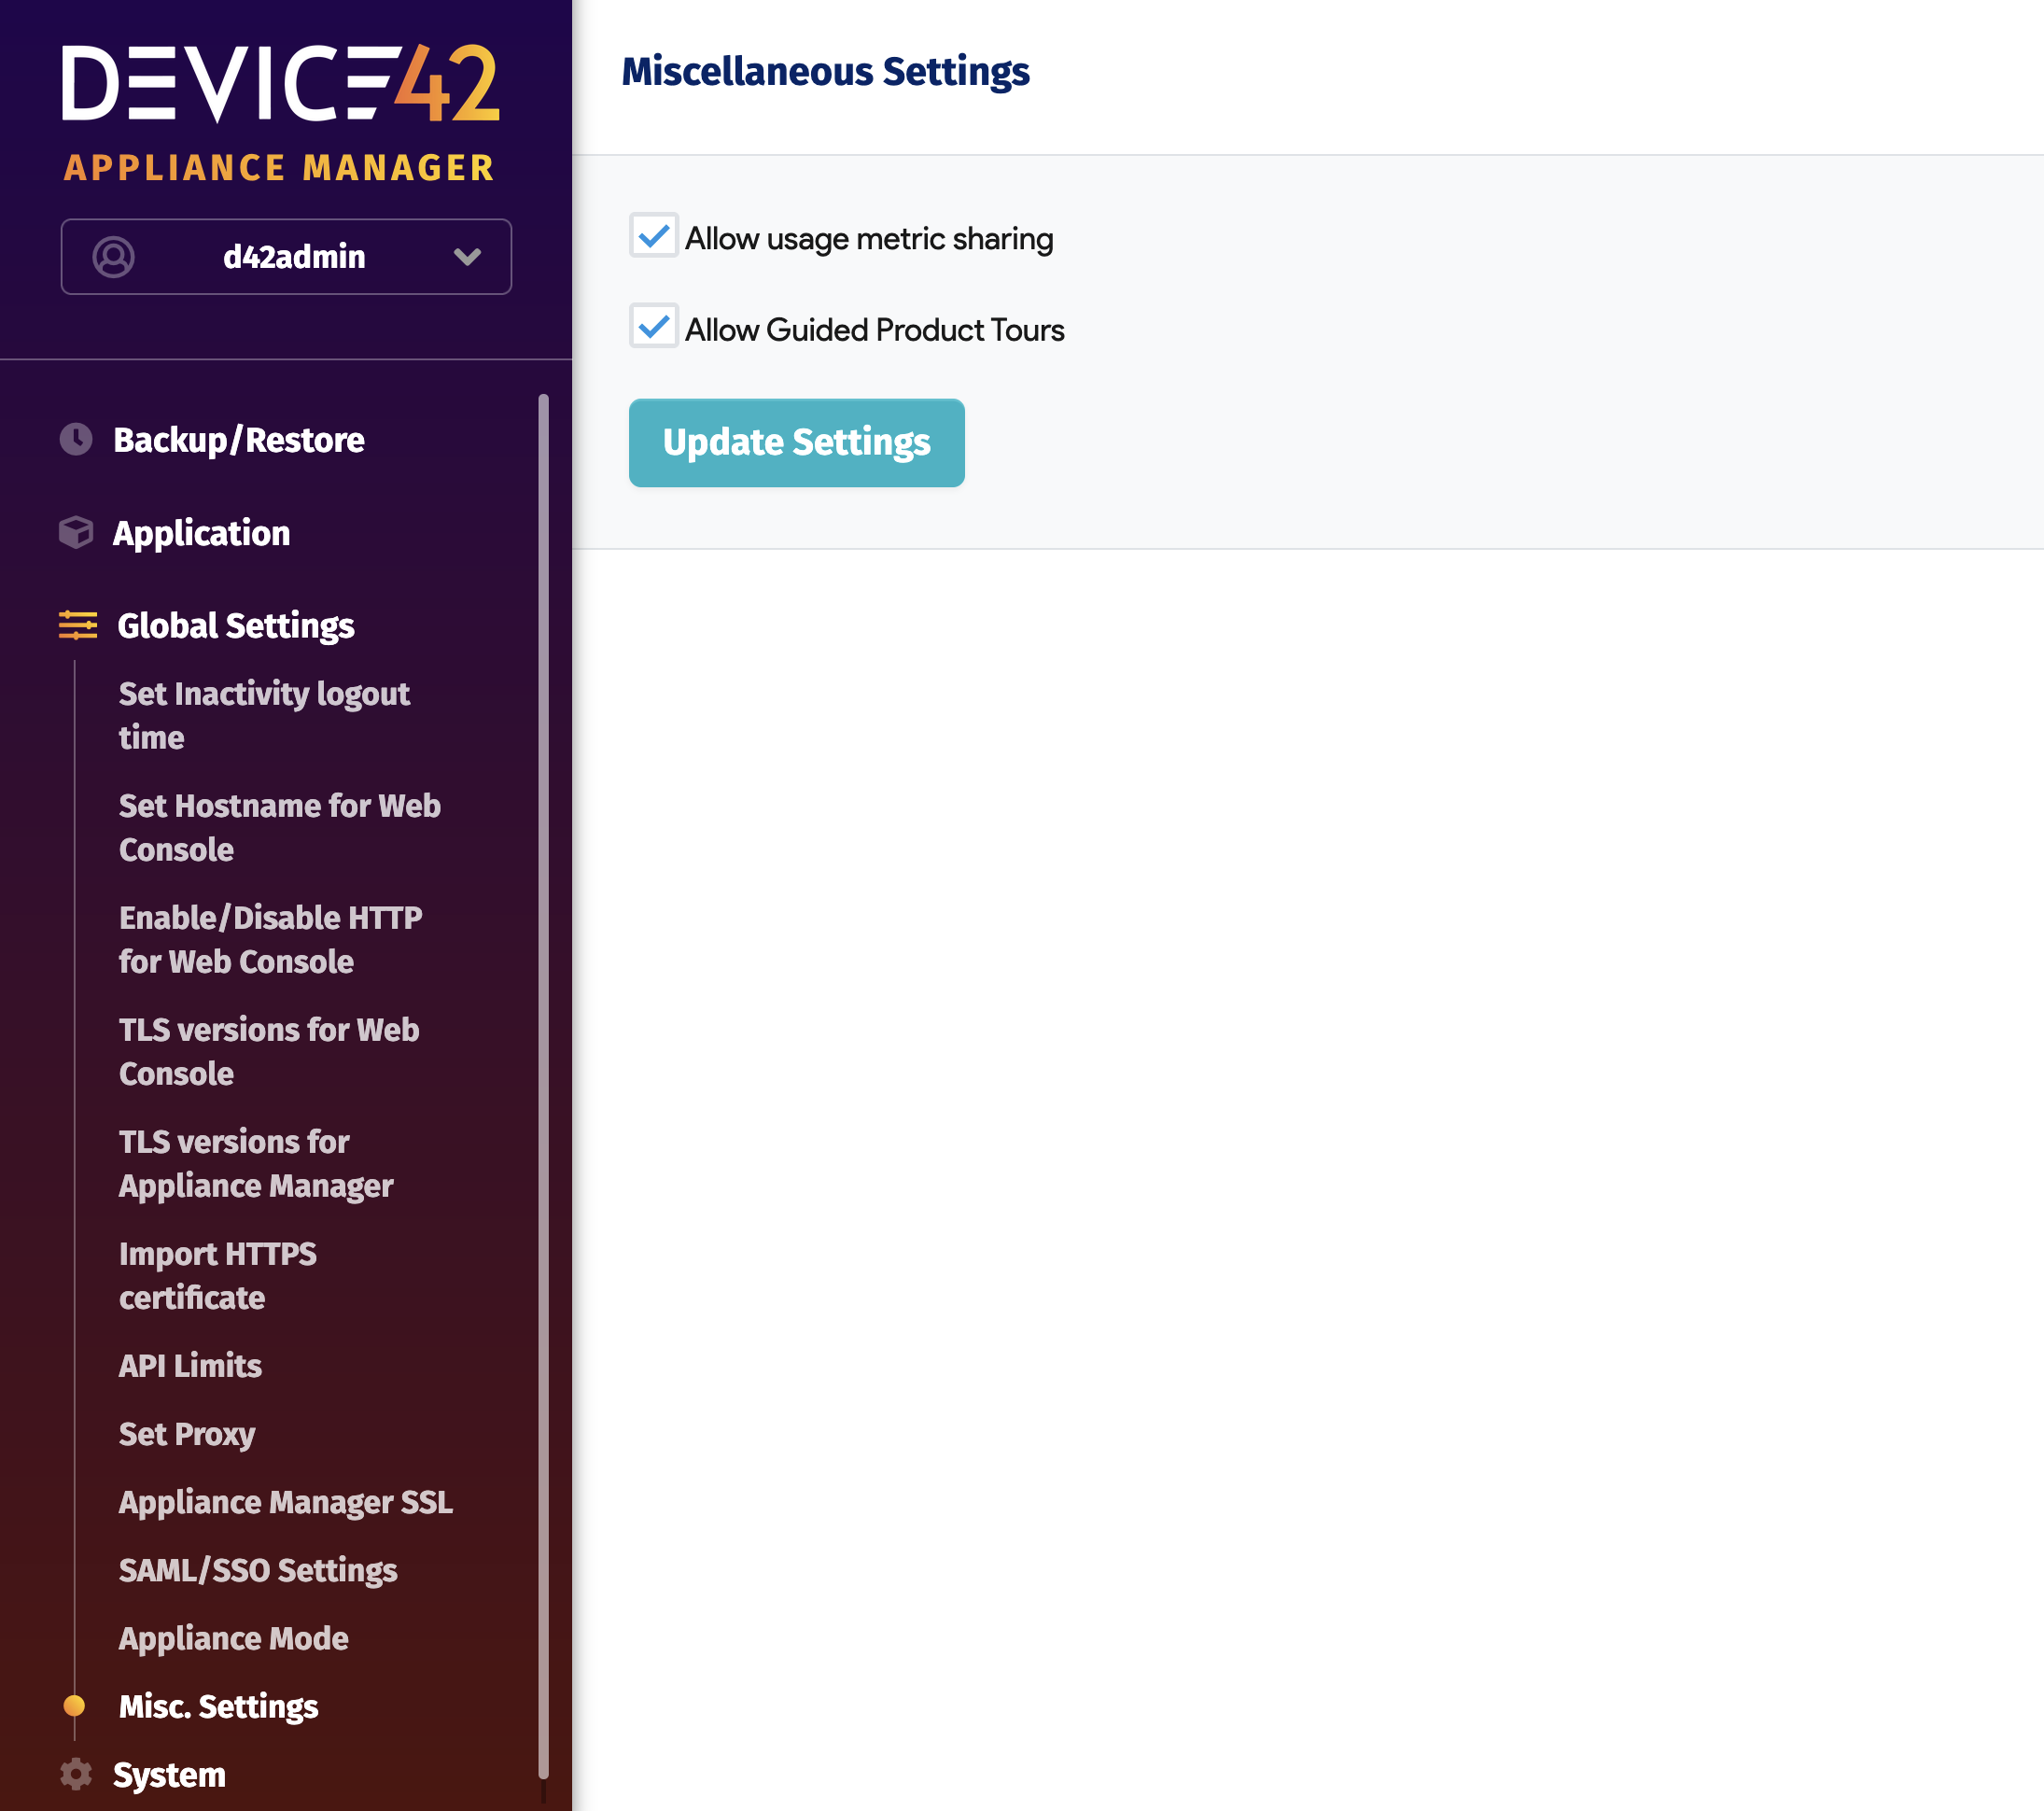 DEVICE42
APPLIANCE MANAGER
d42admin
Backup/Restore
Application
Global Settings
Set Inactivity logout
time
Set Hostname for Web
Console
Enable/Disable HTTP
for Web Console
TLS versions for Web
Console
TLS versions for
Appliance Manager
Import HTTPS
certificate
API Limits
Set Proxy
Appliance Manager SSL
SAML/SSO Settings
Appliance Mode
Misc. Settings
System
Miscellaneous Settings
Allow usage metric sharing
Allow Guided Product Tours
Update Settings